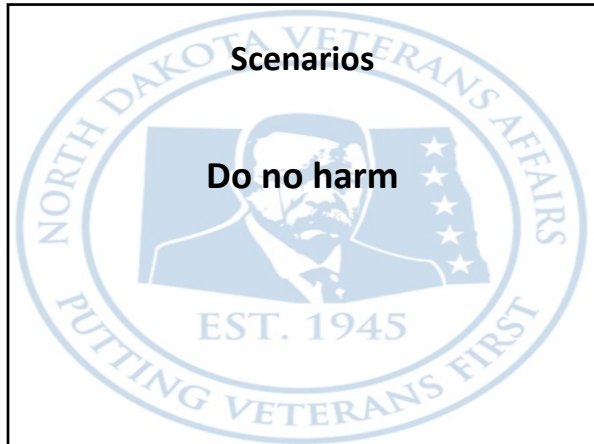 Scenarios
Do no harm
NORTH DAKOTA VETERANS AFFAIRS
EST. 1945
PUTTING VETERANS FIRST